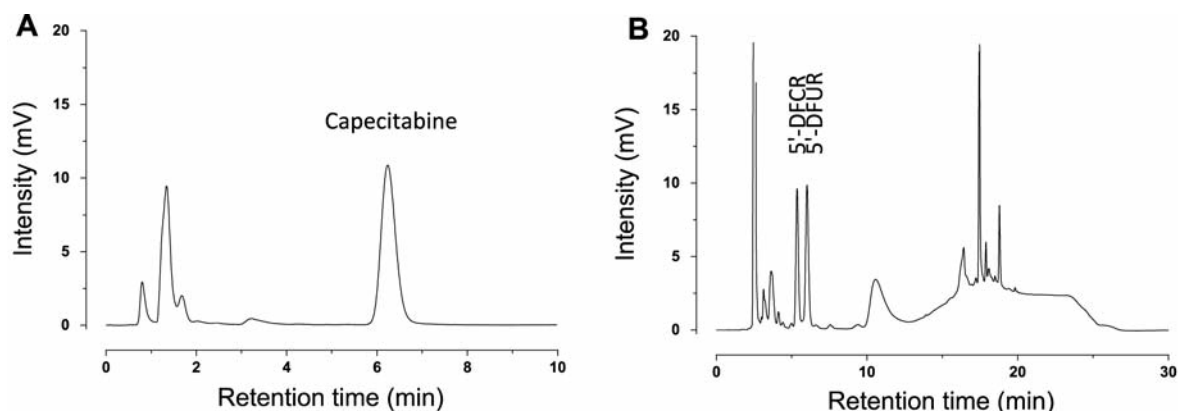 A
20
15
10
5
0
Intensity (mV)
Capecitabine
0 2 4 6 8 10
Retention time (min)
B
20
15
10
5
0
Intensity (mV)
5'-DFCR
5'-DFUR
0 10 20 30
Retention time (min)